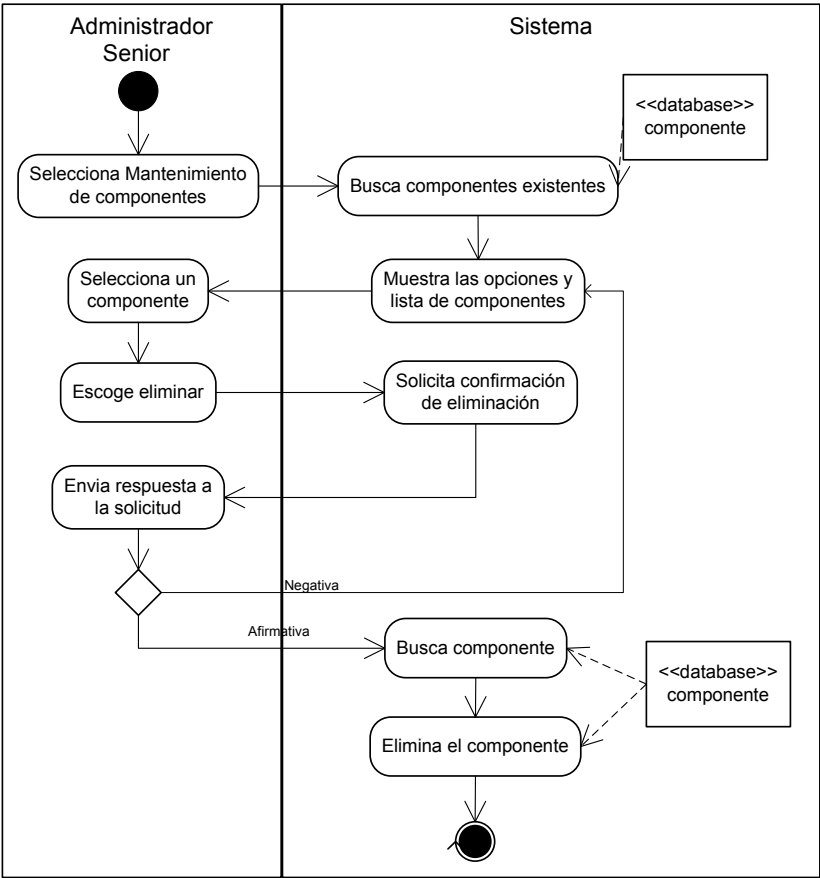 Administrador
Senior
Sistema
<<database>>
componente
Selecciona Mantenimiento
de componentes
Busca componentes existentes
Selecciona un
componente
Muestra las opciones y
lista de componentes
Escoge eliminar
Solicita confirmación
de eliminación
Envia respuesta a
la solicitud
Negativa
Afirmativa
Busca componente
<<database>>
componente
Elimina el componente